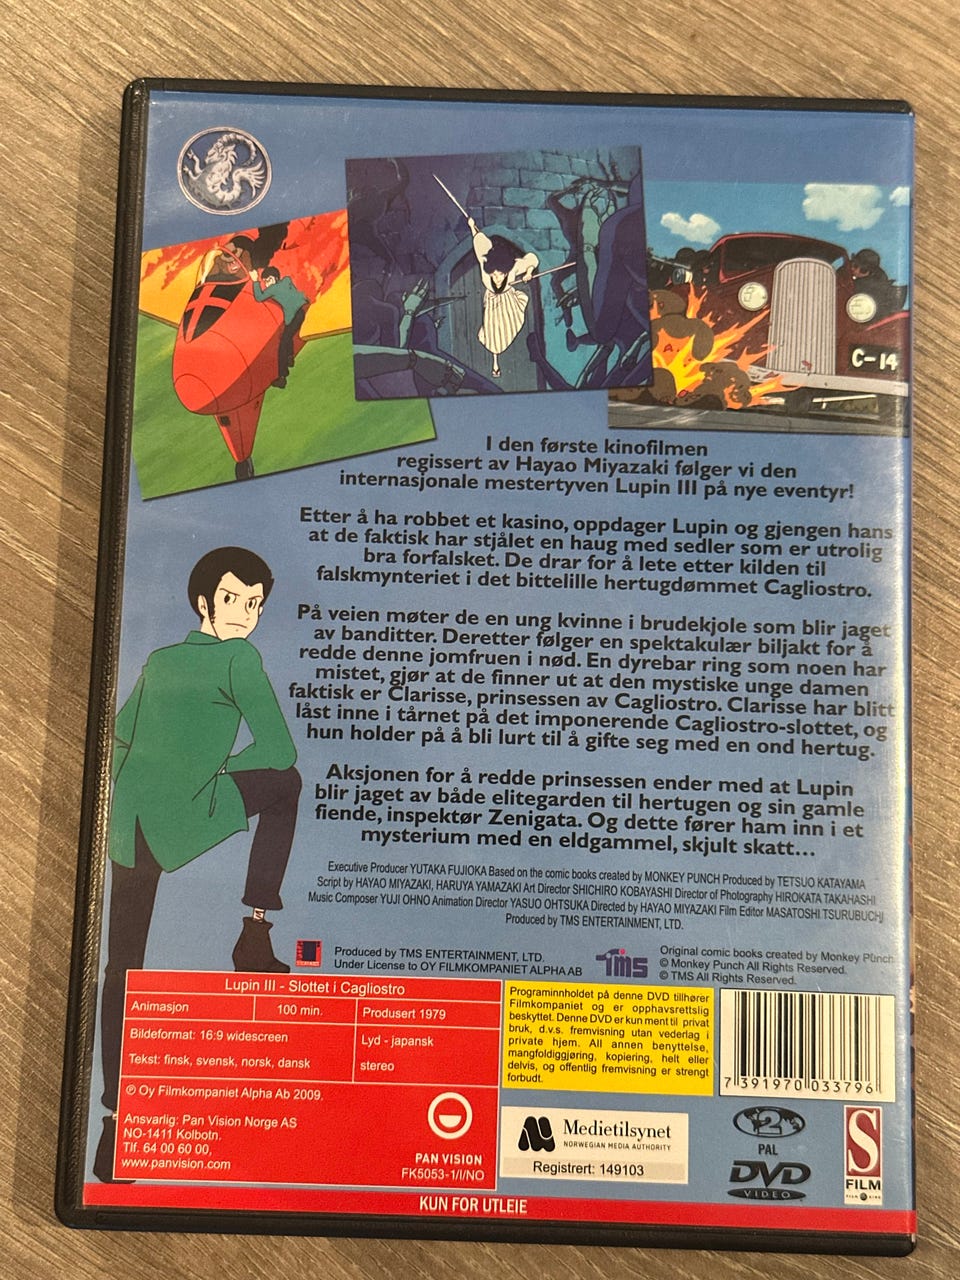 C-14
I den første kinofilmen
regissert av Hayao Miyazaki følger vi den
internasjonale mestertyven Lupin III på nye eventyr!
Etter å ha robbet et kasino, oppdager Lupin og gjengen hans
at de faktisk har stjålet en haug med sedler som er utrolig
bra forfalsket. De drar for å lete etter kilden til
falskmynteriet i det bittelille hertugdømmet Cagliostro.
På veien møter de en ung kvinne i brudekjole som blir jaget
av banditter. Deretter følger en spektakulær biljakt for å
redde denne jomfruen i nød. En dyrebar ring som noen har
mistet, gjør at de finner ut at den mystiske unge damen
faktisk er Clarisse, prinsessen av Cagliostro. Clarisse har blitt
låst inne i tårnet på det imponerende Cagliostro-slottet, og
hun holder på å bli lurt til å gifte seg med en ond hertug.
Aksjonen for å redde prinsessen ender med at Lupin
blir jaget av både elitegarden til hertugen og sin gamle
fiende, inspektør Zenigata. Og dette fører ham inn i et
mysterium med en eldgammel, skjult skatt...
Executive Producer YUTAKA FUJIOKA Based on the comic books created by MONKEY PUNCH Produced by TETSUO KATAYAMA
Script by HAYAO MIYAZAKI, HARUYA YAMAZAKI Art Director SHICHIRO KOBAYASHI Director of Photography HIROKATA TAKAHASHI
Music Composer YUJI OHNO Animation Director YASUO OHTSUKA Directed by HAYAO MIYAZAKI Film Editor MASATOSHI TSURUBUCHI
Produced by TMS ENTERTAINMENT, LTD.
Produced by TMS ENTERTAINMENT, LTD.
Under License to OY FILMKOMPANIET ALPHA AB
TMS
Original comic books created by Monkey Punch
© Monkey Punch All Rights Reserved.
© TMS All Rights Reserved.
Lupin III - Slottet i Cagliostro
Animasjon
100 min.
Produsert 1979
Bildeformat: 16:9 widescreen
Lyd - japansk
Tekst: finsk, svensk, norsk, dansk
stereo
℗ Oy Filmkompaniet Alpha Ab 2009.
Ansvarlig: Pan Vision Norge AS
NO-1411 Kolbotn.
Tlf. 64 00 60 00,
www.panvision.com
PAN VISION
FK5053-1/I/NO
Programinnholdet på denne DVD tillhører
Filmkompaniet og er opphavsrettslig
beskyttet. Denne DVD er kun ment til privat
bruk, d.v.s. fremvisning utan vederlag i
private hjem. All annen benyttelse,
mangfoldiggjøring, kopiering, helt eller
delvis, og offentlig fremvisning er strengt
forbudt.
7 391970 033796
Medietilsynet
NORWEGIAN MEDIA AUTHORITY
Registrert: 149103
2
PAL
DVD
VIDEO
S
FILM
KUN FOR UTLEIE